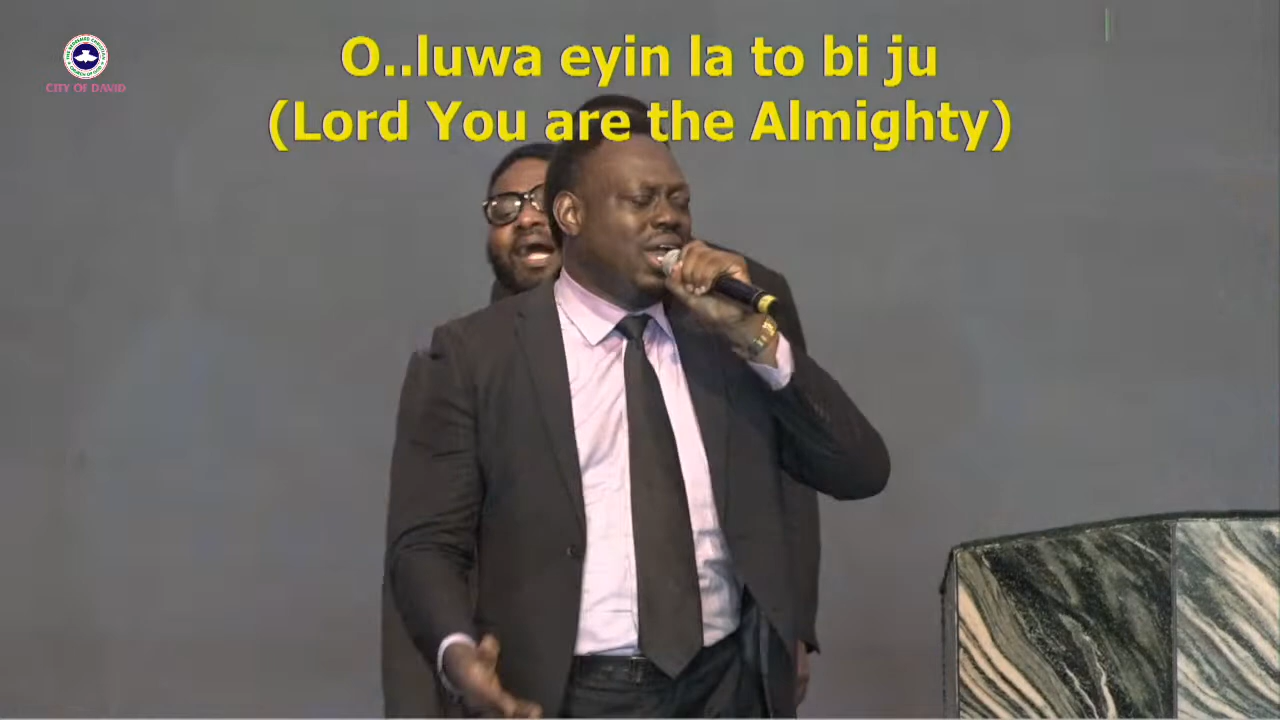 O..luwa eyin la to bi ju
(Lord You are the Almighty)
CITY OF DAVID